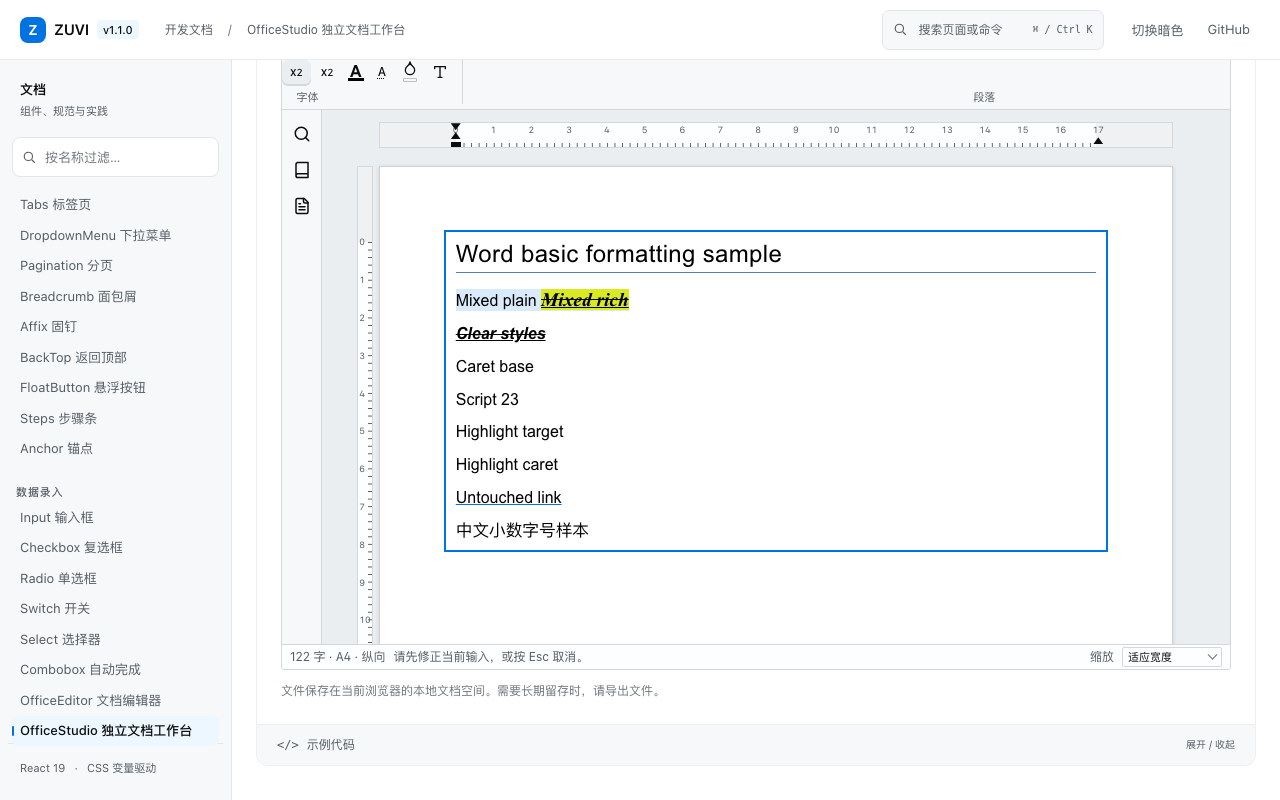 Z ZUVI v1.1.0 开发文档 / OfficeStudio 独立文档工作台 搜索页面或命令 ⌘ / Ctrl K 切换暗色 GitHub
文档
组件、规范与实践
按名称过滤...
Tabs 标签页
DropdownMenu 下拉菜单
Pagination 分页
Breadcrumb 面包屑
Affix 固钉
BackTop 返回顶部
FloatButton 悬浮按钮
Steps 步骤条
Anchor 锚点
数据录入
Input 输入框
Checkbox 复选框
Radio 单选框
Switch 开关
Select 选择器
Combobox 自动完成
OfficeEditor 文档编辑器
OfficeStudio 独立文档工作台
React 19 · CSS 变量驱动
x2 x2 A A T
字体 段落
1 2 3 4 5 6 7 8 9 10 11 12 13 14 15 16 17
0
1
2
3
4
5
6
7
8
9
10
Word basic formatting sample
Mixed plain Mixed rich
Clear styles
Caret base
Script 23
Highlight target
Highlight caret
Untouched link
中文小数字号样本
122 字 · A4 · 纵向 请先修正当前输入，或按 Esc 取消。 缩放 适应宽度
文件保存在当前浏览器的本地文档空间。需要长期留存时，请导出文件。
</> 示例代码 展开 / 收起